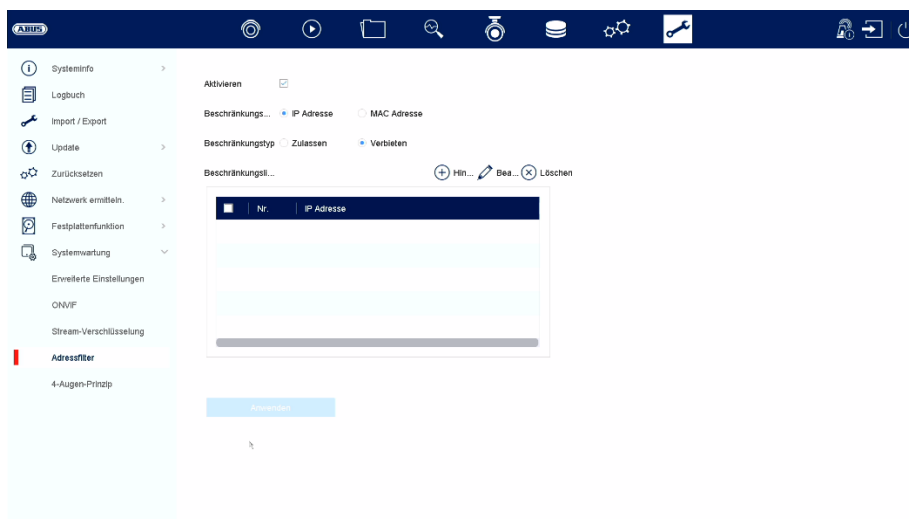 ABUS
Systeminfo
Logbuch
Import / Export
Update
Zurücksetzen
Netzwerk ermitteln.
Festplattenfunktion
Systemwartung
Erweiterte Einstellungen
ONVIF
Stream-Verschlüsselung
Adressfilter
4-Augen-Prinzip
Aktivieren
Beschränkungs... IP Adresse MAC Adresse
Beschränkungstyp Zulassen Verbieten
Beschränkungsli... Hin... Bea... Löschen
Nr. IP Adresse
Anwenden